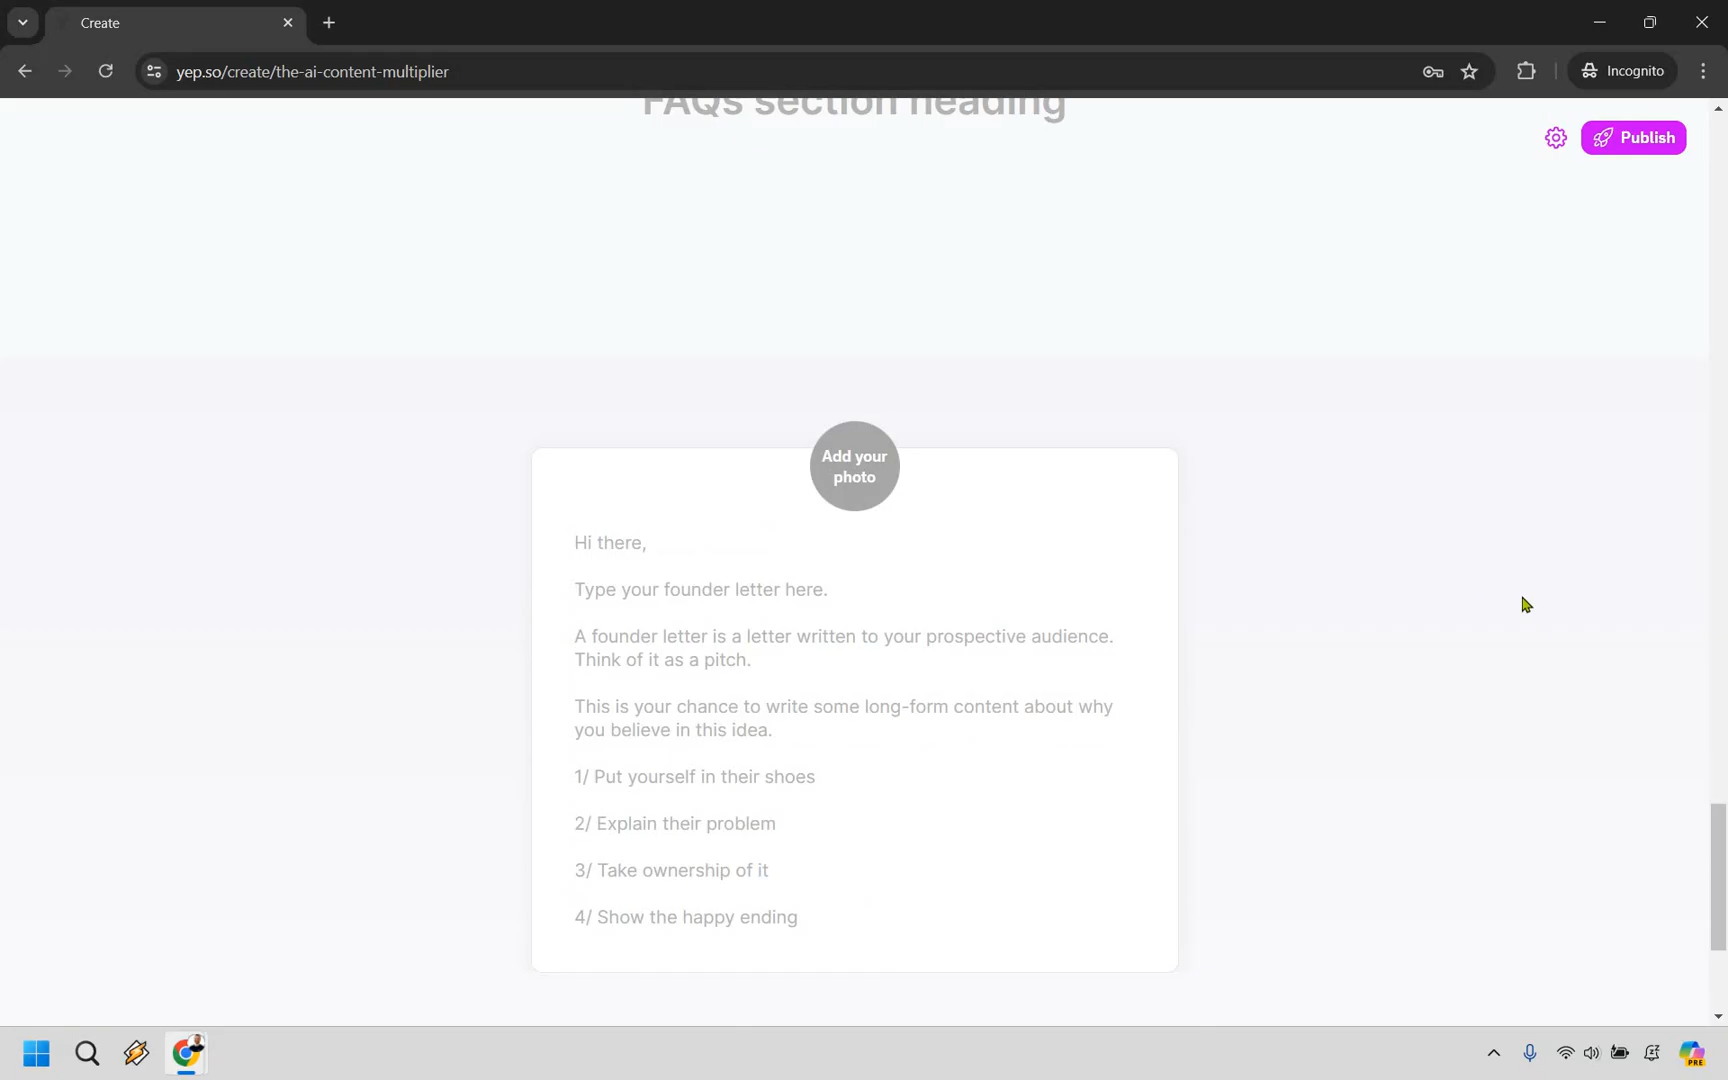 Create
yep.so/create/the-ai-content-multiplier
Incognito
FAQs section heading
Publish
Add your
photo
Hi there,
Type your founder letter here.
A founder letter is a letter written to your prospective audience.
Think of it as a pitch.
This is your chance to write some long-form content about why
you believe in this idea.
1/ Put yourself in their shoes
2/ Explain their problem
3/ Take ownership of it
4/ Show the happy ending
PRE